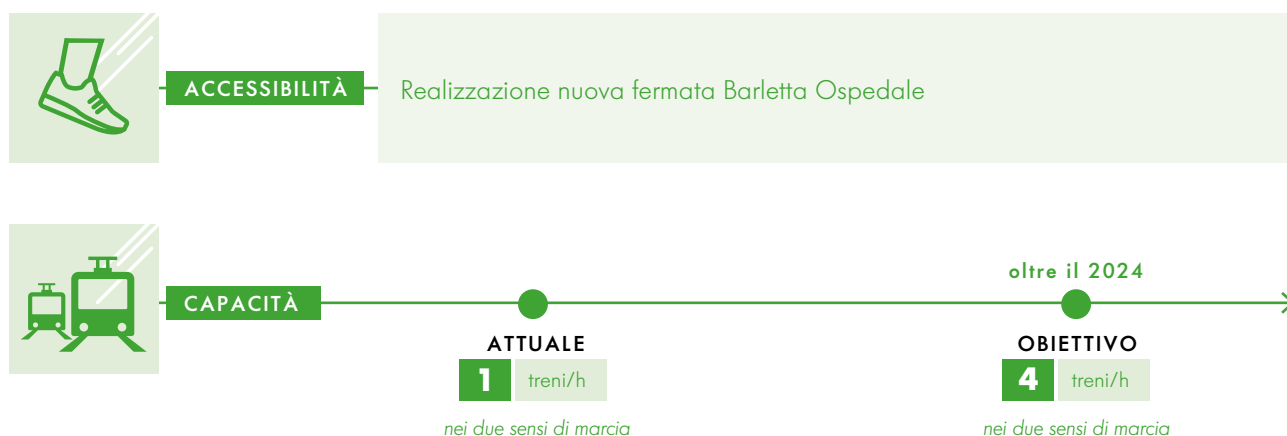 ACCESSIBILITÀ
Realizzazione nuova fermata Barletta Ospedale
CAPACITÀ
oltre il 2024
ATTUALE
1 treni/h
nei due sensi di marcia
OBIETTIVO
4 treni/h
nei due sensi di marcia